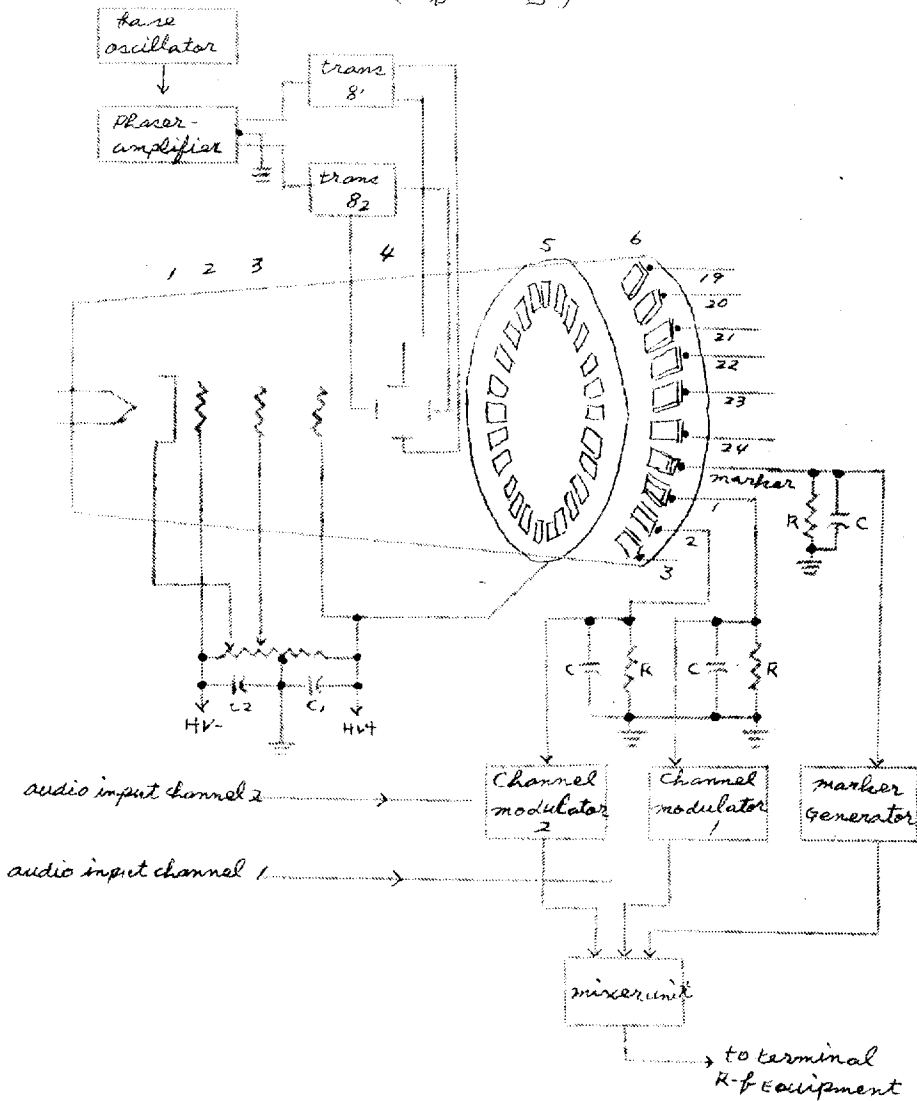 base
oscillator
Phaser-
amplifier
trans
8₁
trans
8₂
1 2 3 4 5 6
19
20
21
22
23
24
marker
1
2
3
R C
C R C R
C2 C1
HV- HV+
audio input channel 2
audio input channel 1
Channel
modulator
2
Channel
modulator
1
marker
Generator
mixer unit
to terminal
R-f Equipment